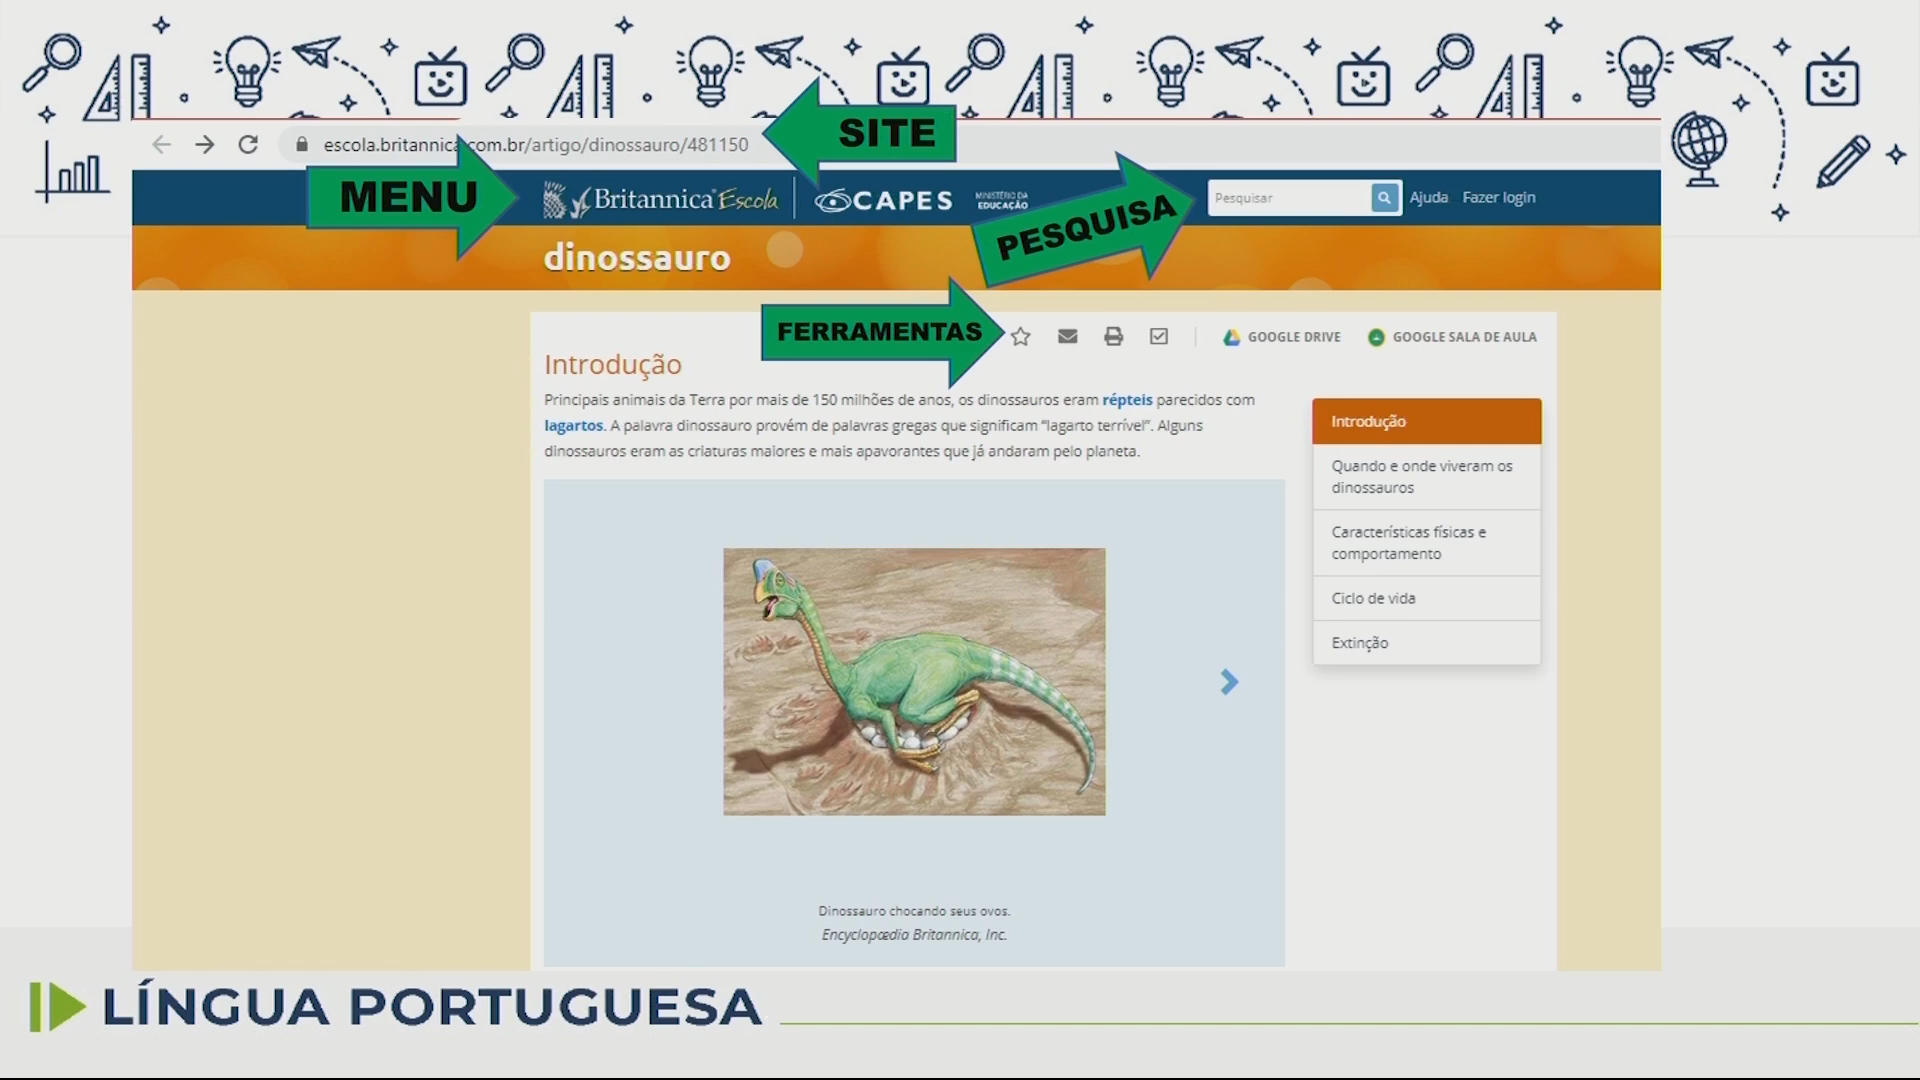 SITE
escola.britannica.com.br/artigo/dinossauro/481150
MENU
Britannica Escola
CAPES
MINISTÉRIO DA
EDUCAÇÃO
PESQUISA
Pesquisar
Ajuda
Fazer login
dinossauro
FERRAMENTAS
GOOGLE DRIVE
GOOGLE SALA DE AULA
Introdução
Principais animais da Terra por mais de 150 milhões de anos, os dinossauros eram répteis parecidos com
lagartos. A palavra dinossauro provém de palavras gregas que significam “lagarto terrível”. Alguns
dinossauros eram as criaturas maiores e mais apavorantes que já andaram pelo planeta.
Introdução
Quando e onde viveram os
dinossauros
Características físicas e
comportamento
Ciclo de vida
Extinção
Dinossauro chocando seus ovos.
Encyclopædia Britannica, Inc.
LÍNGUA PORTUGUESA